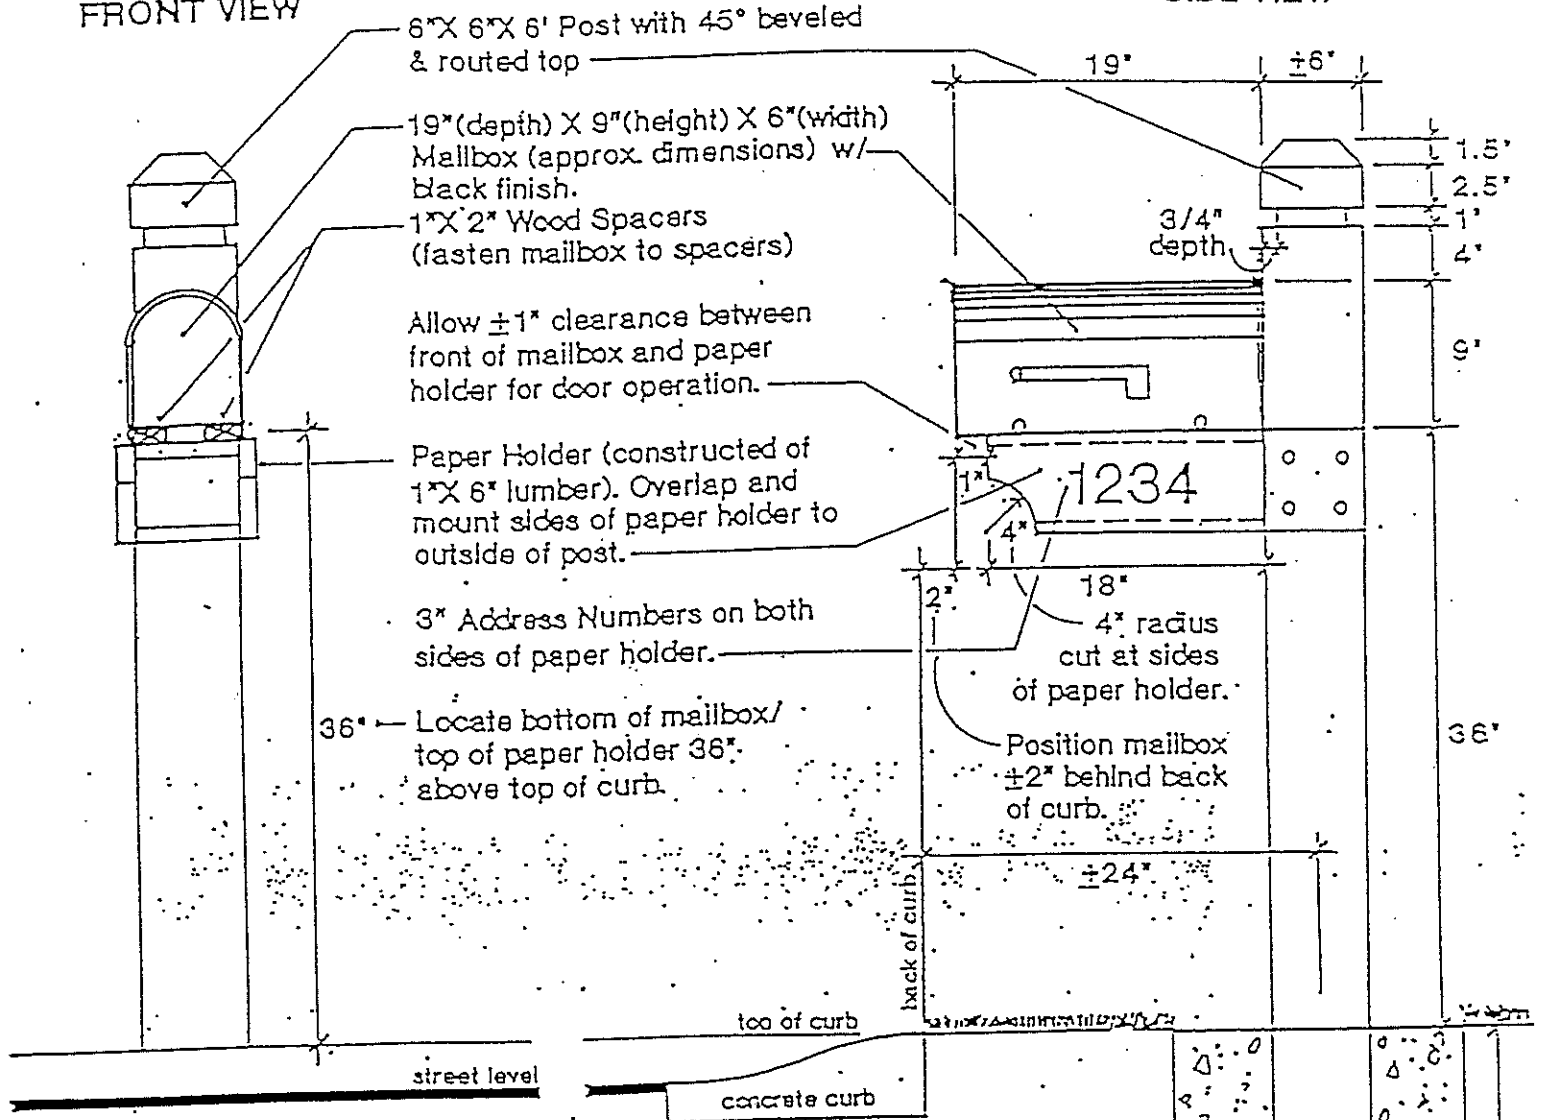 FRONT VIEW
6"X 6"X 6' Post with 45° beveled
& routed top
19"(depth) X 9"(height) X 6"(width)
Mailbox (approx. dimensions) w/
black finish.
1"X 2" Wood Spacers
(fasten mailbox to spacers)
Allow ±1" clearance between
front of mailbox and paper
holder for door operation.
Paper Holder (constructed of
1"X 6" lumber). Overlap and
mount sides of paper holder to
outside of post.
3" Address Numbers on both
sides of paper holder.
36"
Locate bottom of mailbox/
top of paper holder 36"
above top of curb.
street level
SIDE VIEW
19"
±6"
1.5"
2.5"
1"
4"
3/4"
depth
9"
1234
1"
4"
2"
18"
4" radius
cut at sides
of paper holder.
Position mailbox
±2" behind back
of curb.
36"
±24"
back of curb
top of curb
concrete curb